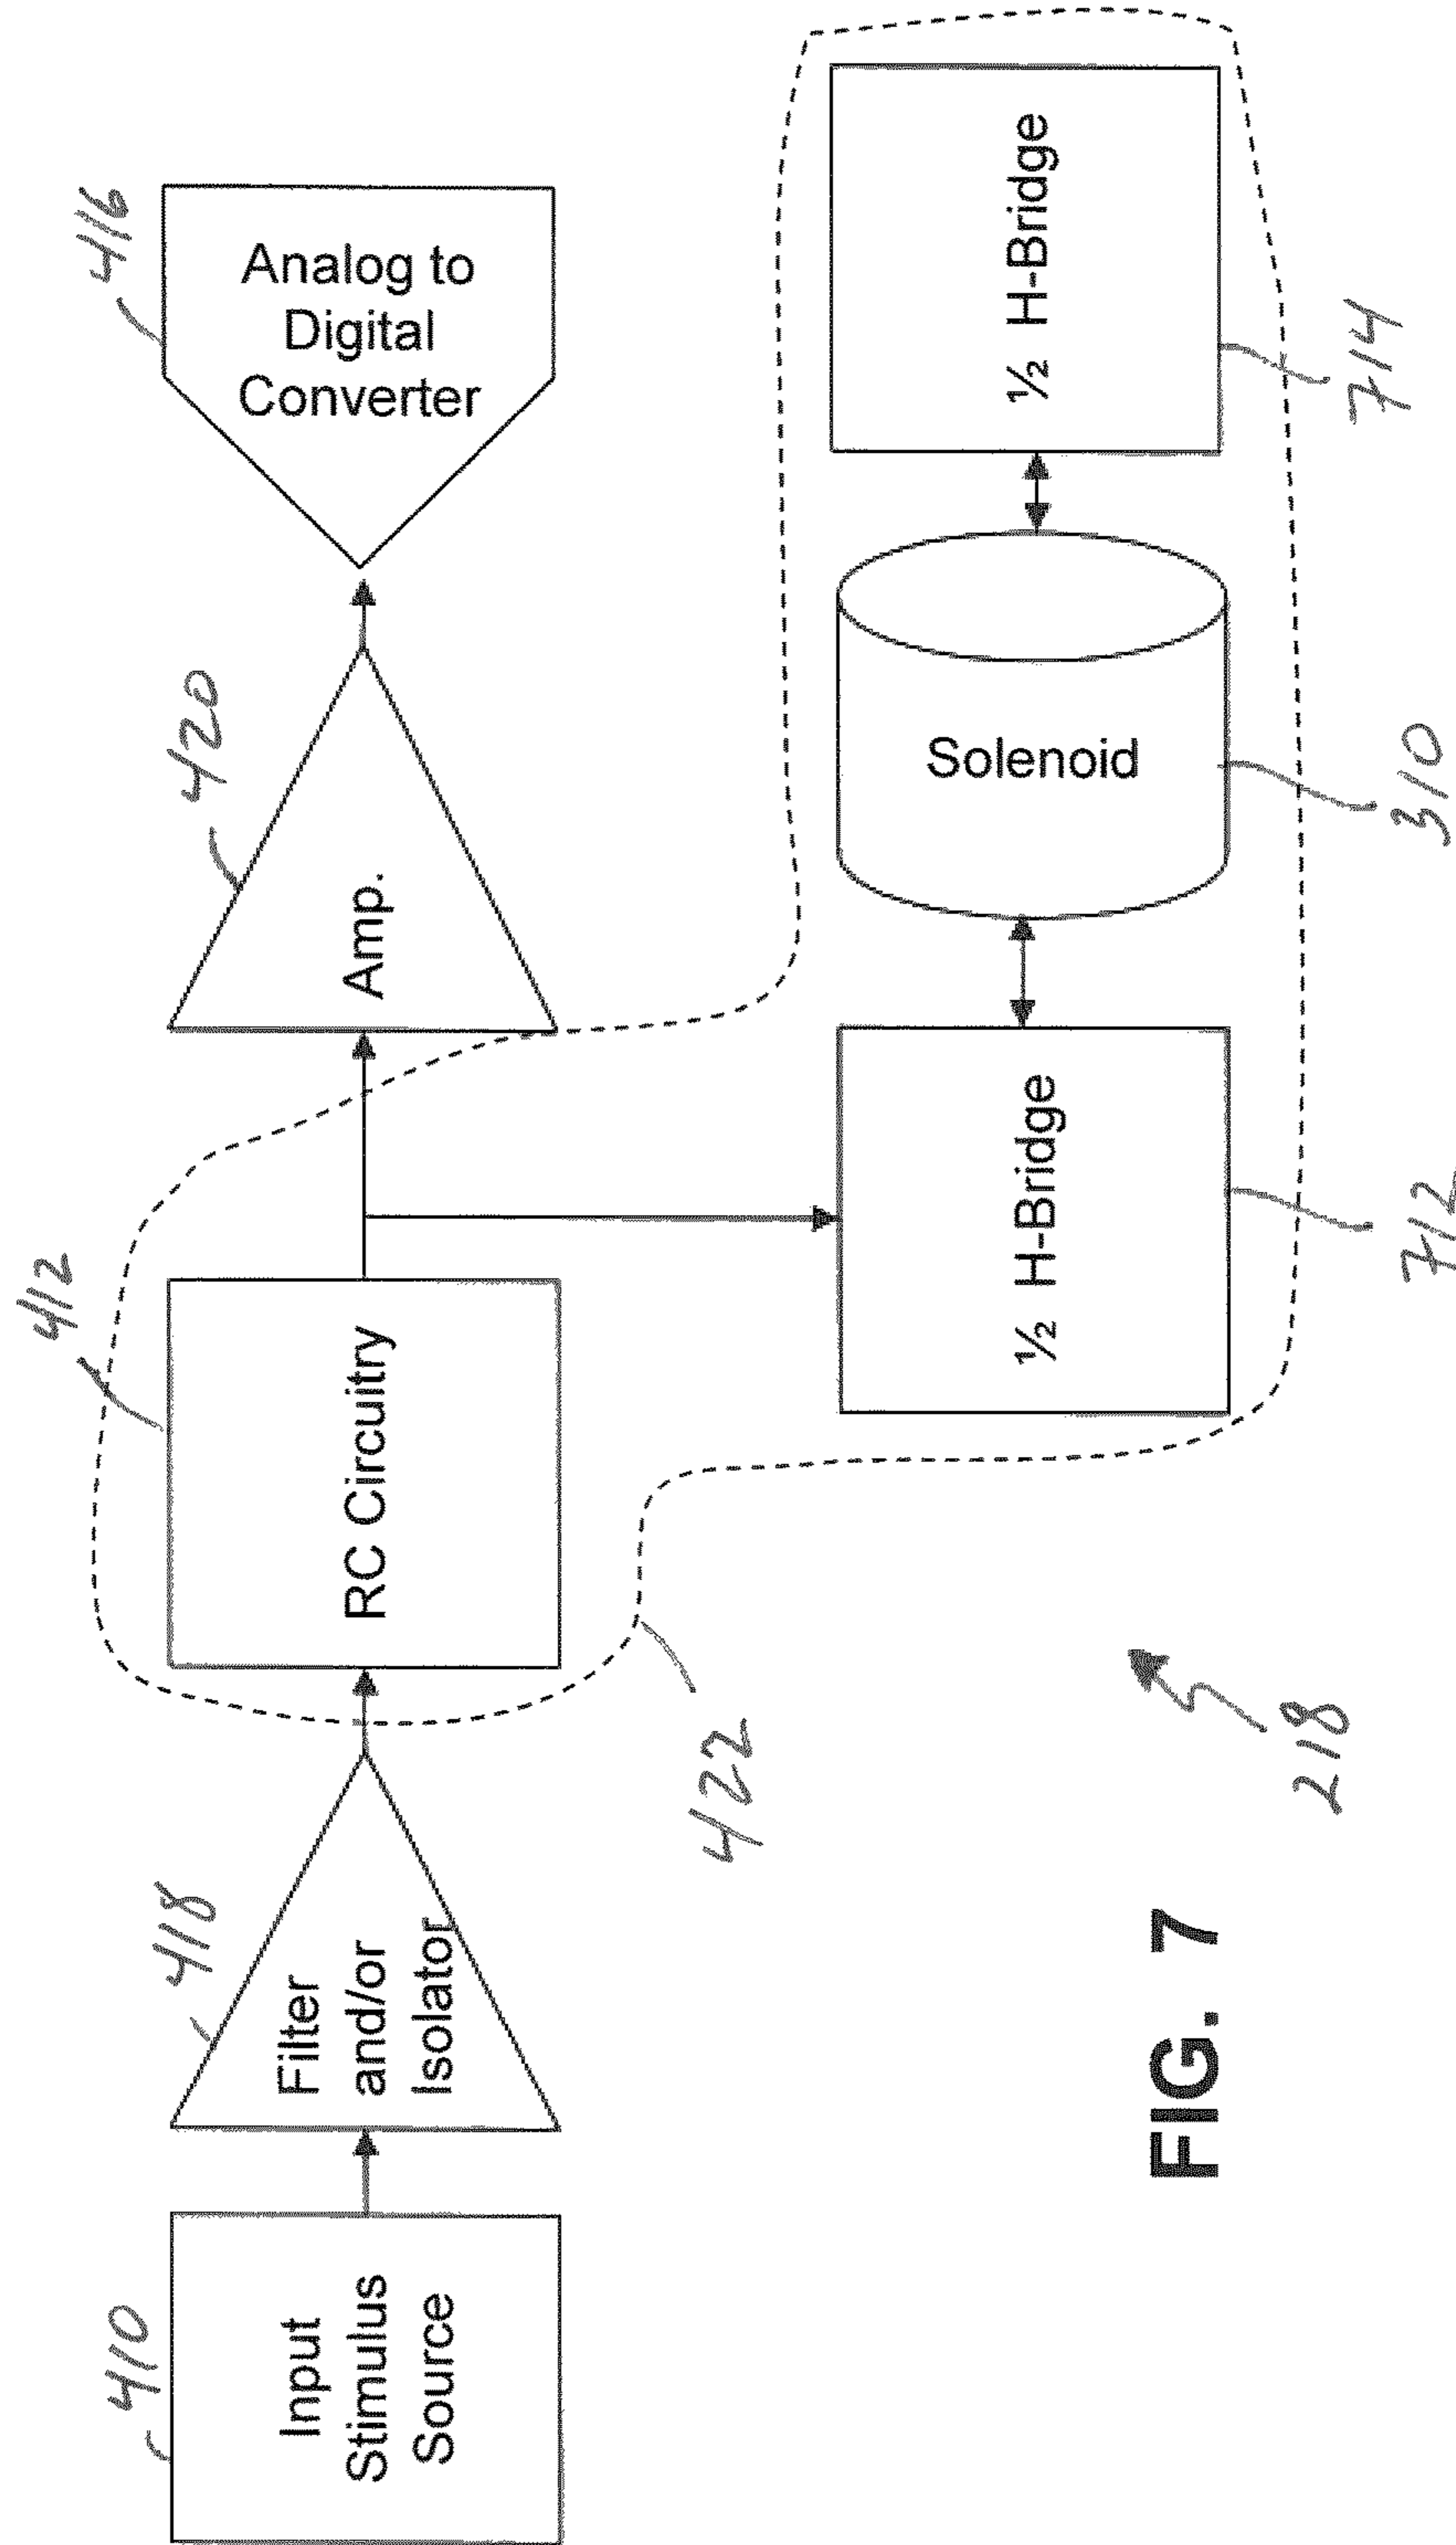 410
Input
Stimulus
Source
418
Filter
and/or
Isolator
412
RC Circuitry
420
Amp.
416
Analog to
Digital
Converter
422
½ H-Bridge
712
Solenoid
310
½ H-Bridge
714
218
FIG. 7